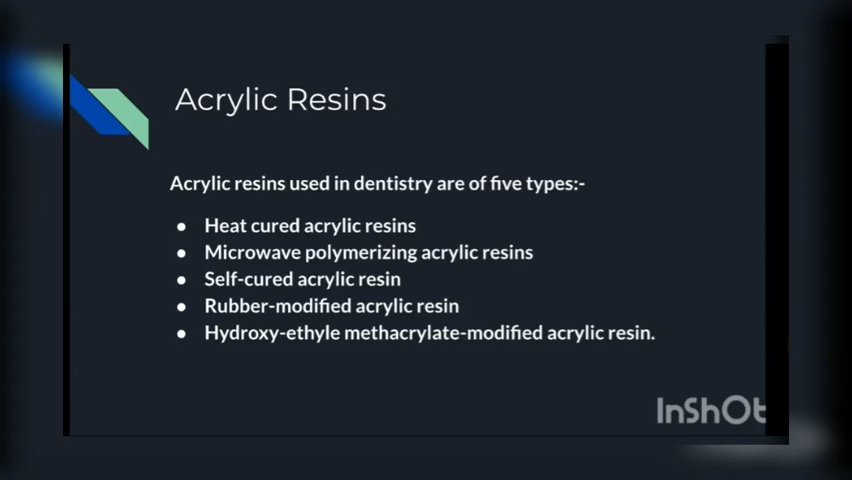 Acrylic Resins
Acrylic resins used in dentistry are of five types:-
● Heat cured acrylic resins
● Microwave polymerizing acrylic resins
● Self-cured acrylic resin
● Rubber-modified acrylic resin
● Hydroxy-ethyle methacrylate-modified acrylic resin.
InShOt